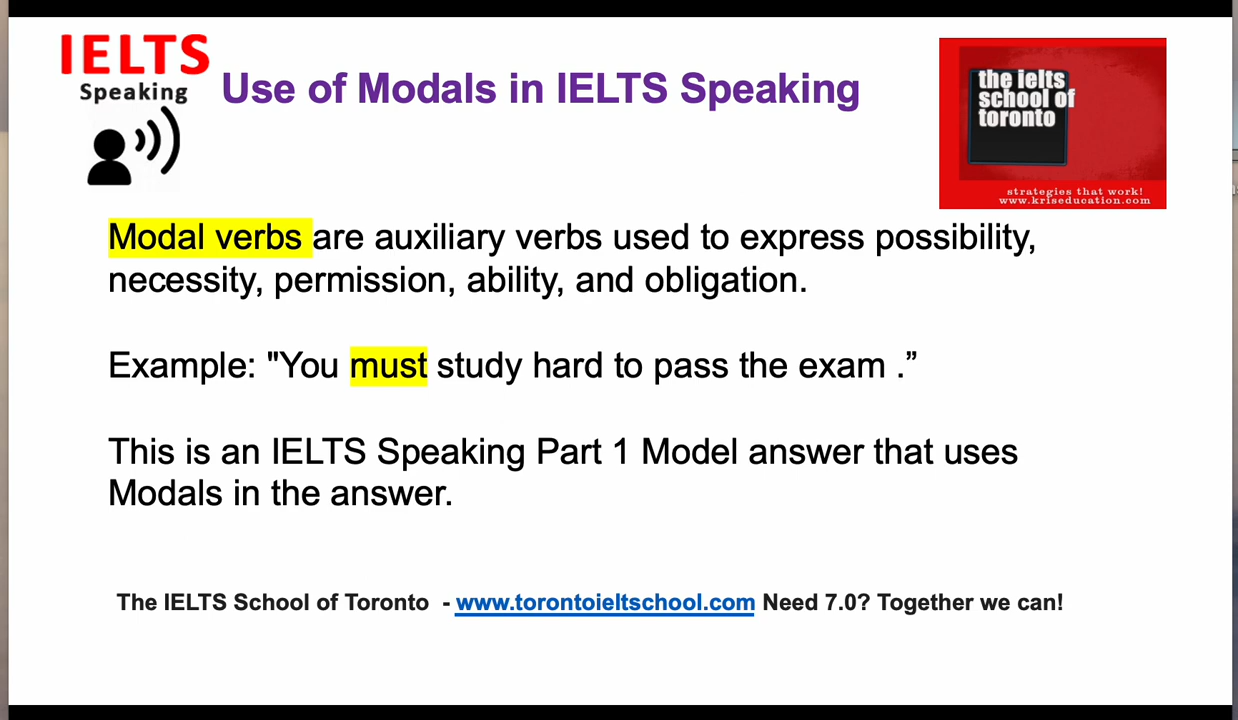 IELTS
Speaking
Use of Modals in IELTS Speaking
the ielts
school of
toronto
strategies that work!
www.kriseducation.com
Modal verbs are auxiliary verbs used to express possibility,
necessity, permission, ability, and obligation.
Example: "You must study hard to pass the exam .”
This is an IELTS Speaking Part 1 Model answer that uses
Modals in the answer.
The IELTS School of Toronto - www.torontoieltschool.com Need 7.0? Together we can!